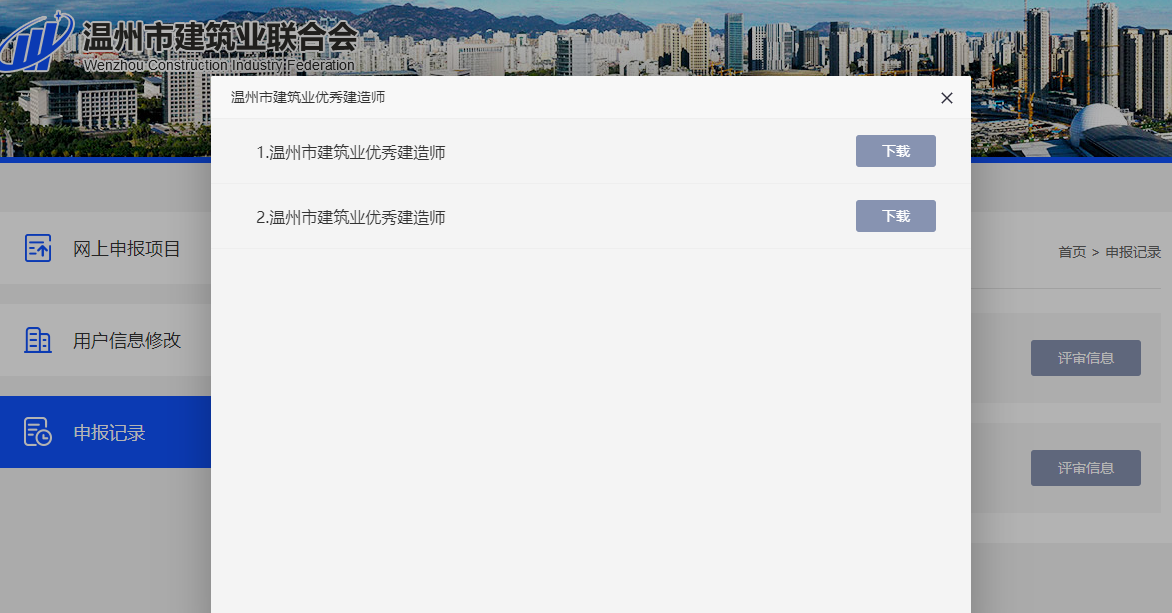 温州市建筑业联合会
Wenzhou Construction Industry Federation
温州市建筑业优秀建造师
1.温州市建筑业优秀建造师
下载
2.温州市建筑业优秀建造师
下载
网上申报项目
用户信息修改
申报记录
首页 > 申报记录
评审信息
评审信息